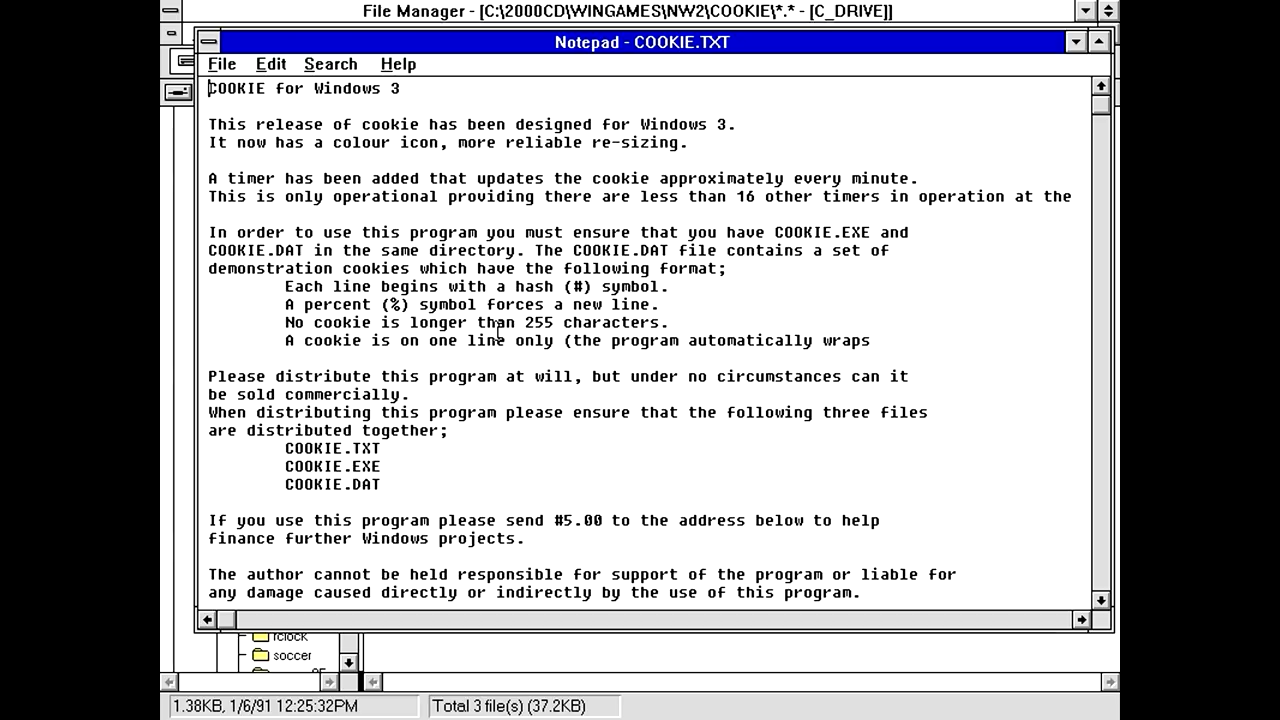 File Manager - [C:\2000CD\WINGAMES\NW2\COOKIE\*.* - [C_DRIVE]]
Notepad - COOKIE.TXT
File Edit Search Help
COOKIE for Windows 3
This release of cookie has been designed for Windows 3.
It now has a colour icon, more reliable re-sizing.
A timer has been added that updates the cookie approximately every minute.
This is only operational providing there are less than 16 other timers in operation at the
In order to use this program you must ensure that you have COOKIE.EXE and
COOKIE.DAT in the same directory. The COOKIE.DAT file contains a set of
demonstration cookies which have the following format;
Each line begins with a hash (#) symbol.
A percent (%) symbol forces a new line.
No cookie is longer than 255 characters.
A cookie is on one line only (the program automatically wraps
Please distribute this program at will, but under no circumstances can it
be sold commercially.
When distributing this program please ensure that the following three files
are distributed together;
COOKIE.TXT
COOKIE.EXE
COOKIE.DAT
If you use this program please send #5.00 to the address below to help
finance further Windows projects.
The author cannot be held responsible for support of the program or liable for
any damage caused directly or indirectly by the use of this program.
rclock
soccer
1.38KB, 1/6/91 12:25:32PM
Total 3 file(s) (37.2KB)